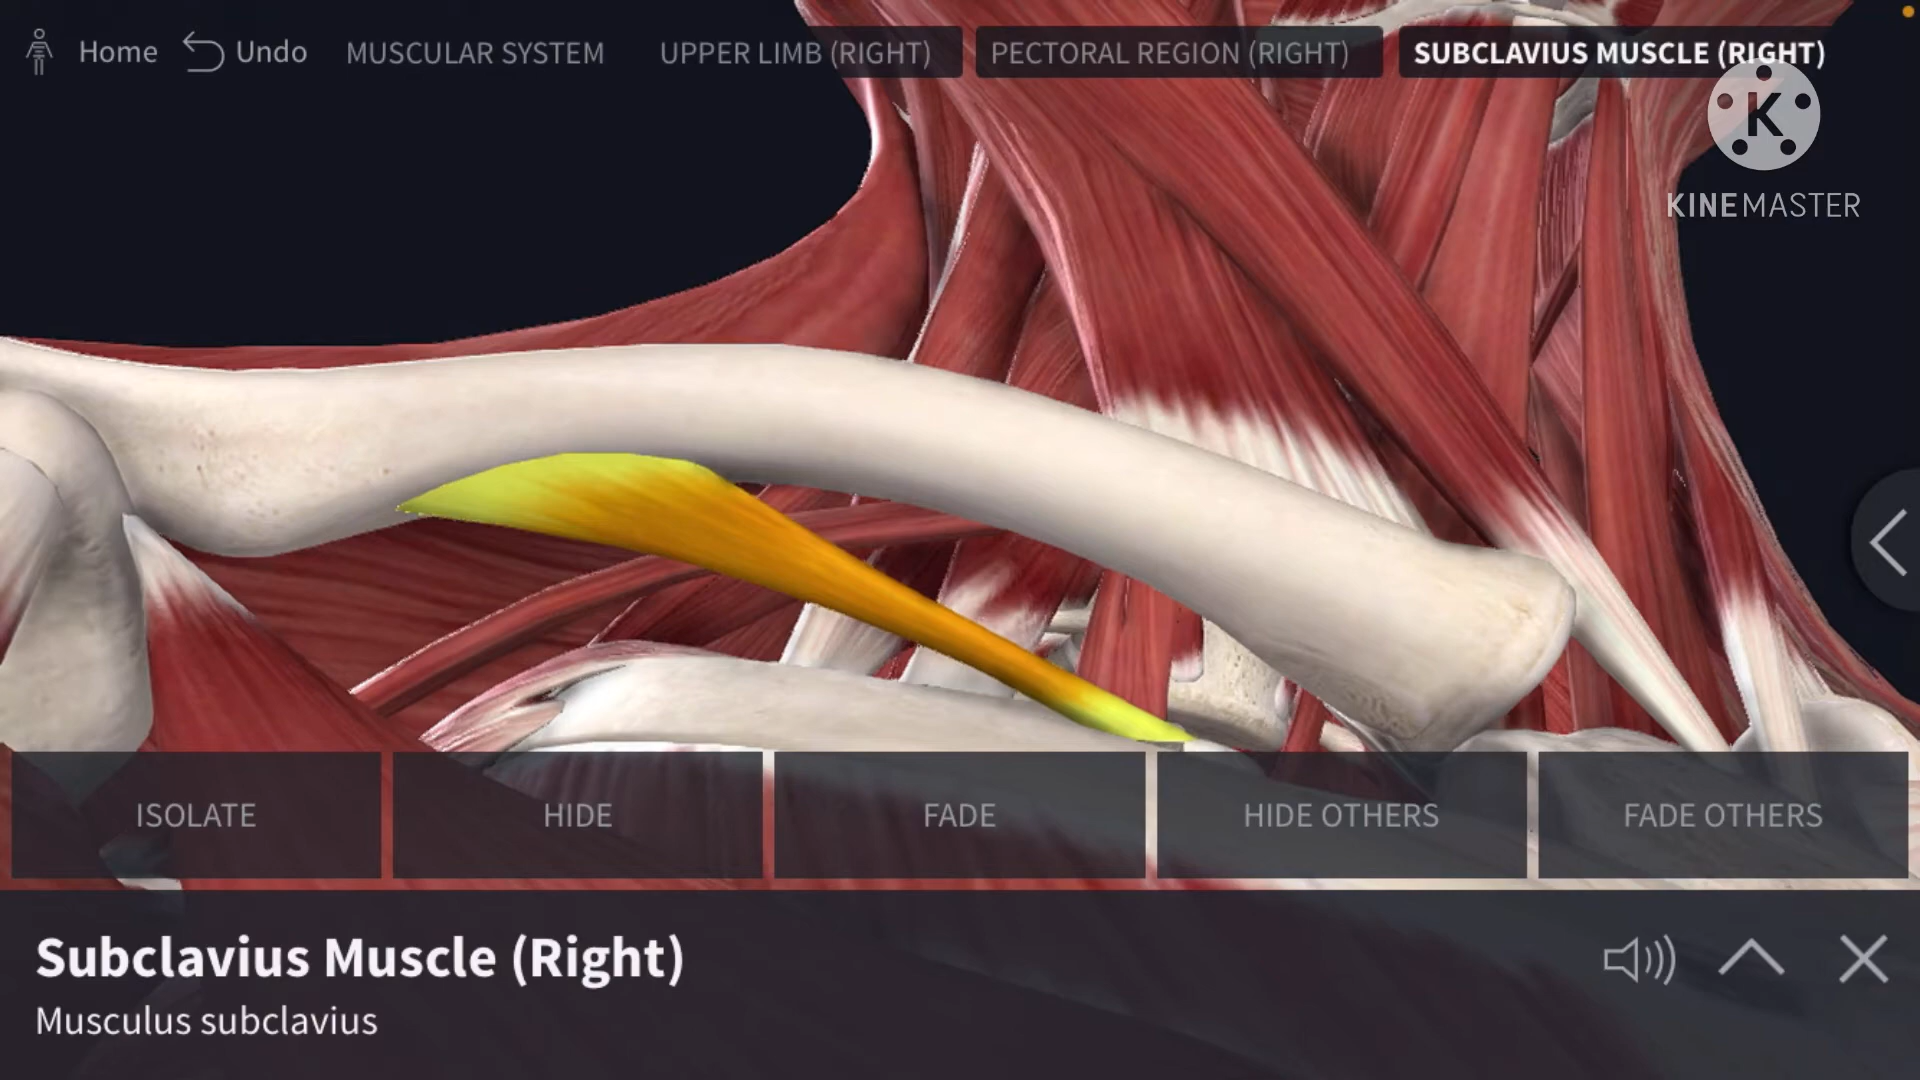 Home Undo MUSCULAR SYSTEM UPPER LIMB (RIGHT) PECTORAL REGION (RIGHT) SUBCLAVIUS MUSCLE (RIGHT)
K
KINEMASTER
ISOLATE HIDE FADE HIDE OTHERS FADE OTHERS
Subclavius Muscle (Right)
Musculus subclavius